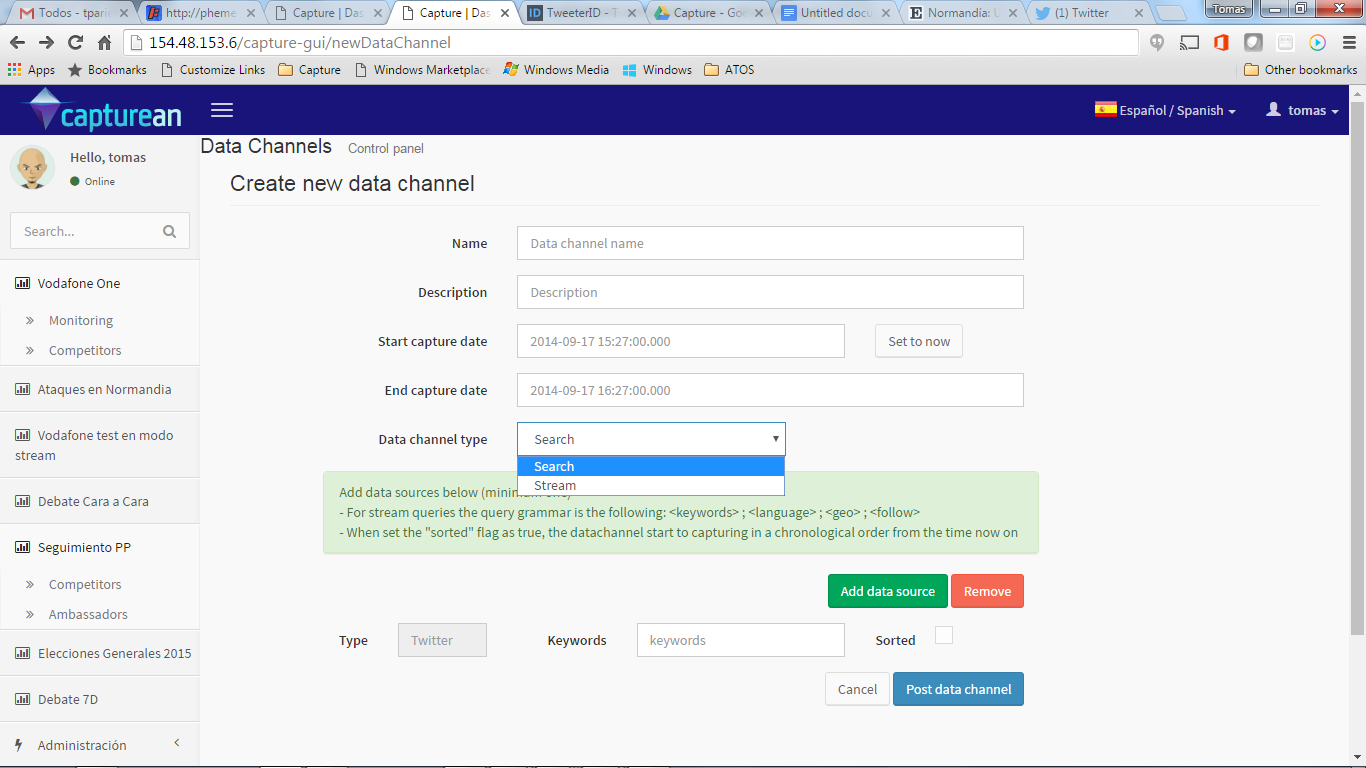 Todos - tparie
http://pheme
Capture | Das
Capture | Das
TweeterID - T
Capture - Goo
Untitled docu
Normandía: U
(1) Twitter
Tomas
154.48.153.6/capture-gui/newDataChannel
Apps
Bookmarks
Customize Links
Capture
Windows Marketplace
Windows Media
Windows
ATOS
Other bookmarks
capturean
Español / Spanish
tomas
Hello, tomas
Online
Search...
Vodafone One
Monitoring
Competitors
Ataques en Normandia
Vodafone test en modo
stream
Debate Cara a Cara
Seguimiento PP
Competitors
Ambassadors
Elecciones Generales 2015
Debate 7D
Administración
Data Channels Control panel
Create new data channel
Name
Data channel name
Description
Description
Start capture date
2014-09-17 15:27:00.000
Set to now
End capture date
2014-09-17 16:27:00.000
Data channel type
Search
Search
Stream
Add data sources below (minimum one)
- For stream queries the query grammar is the following: <keywords> ; <language> ; <geo> ; <follow>
- When set the "sorted" flag as true, the datachannel start to capturing in a chronological order from the time now on
Add data source
Remove
Type
Twitter
Keywords
keywords
Sorted
Cancel
Post data channel